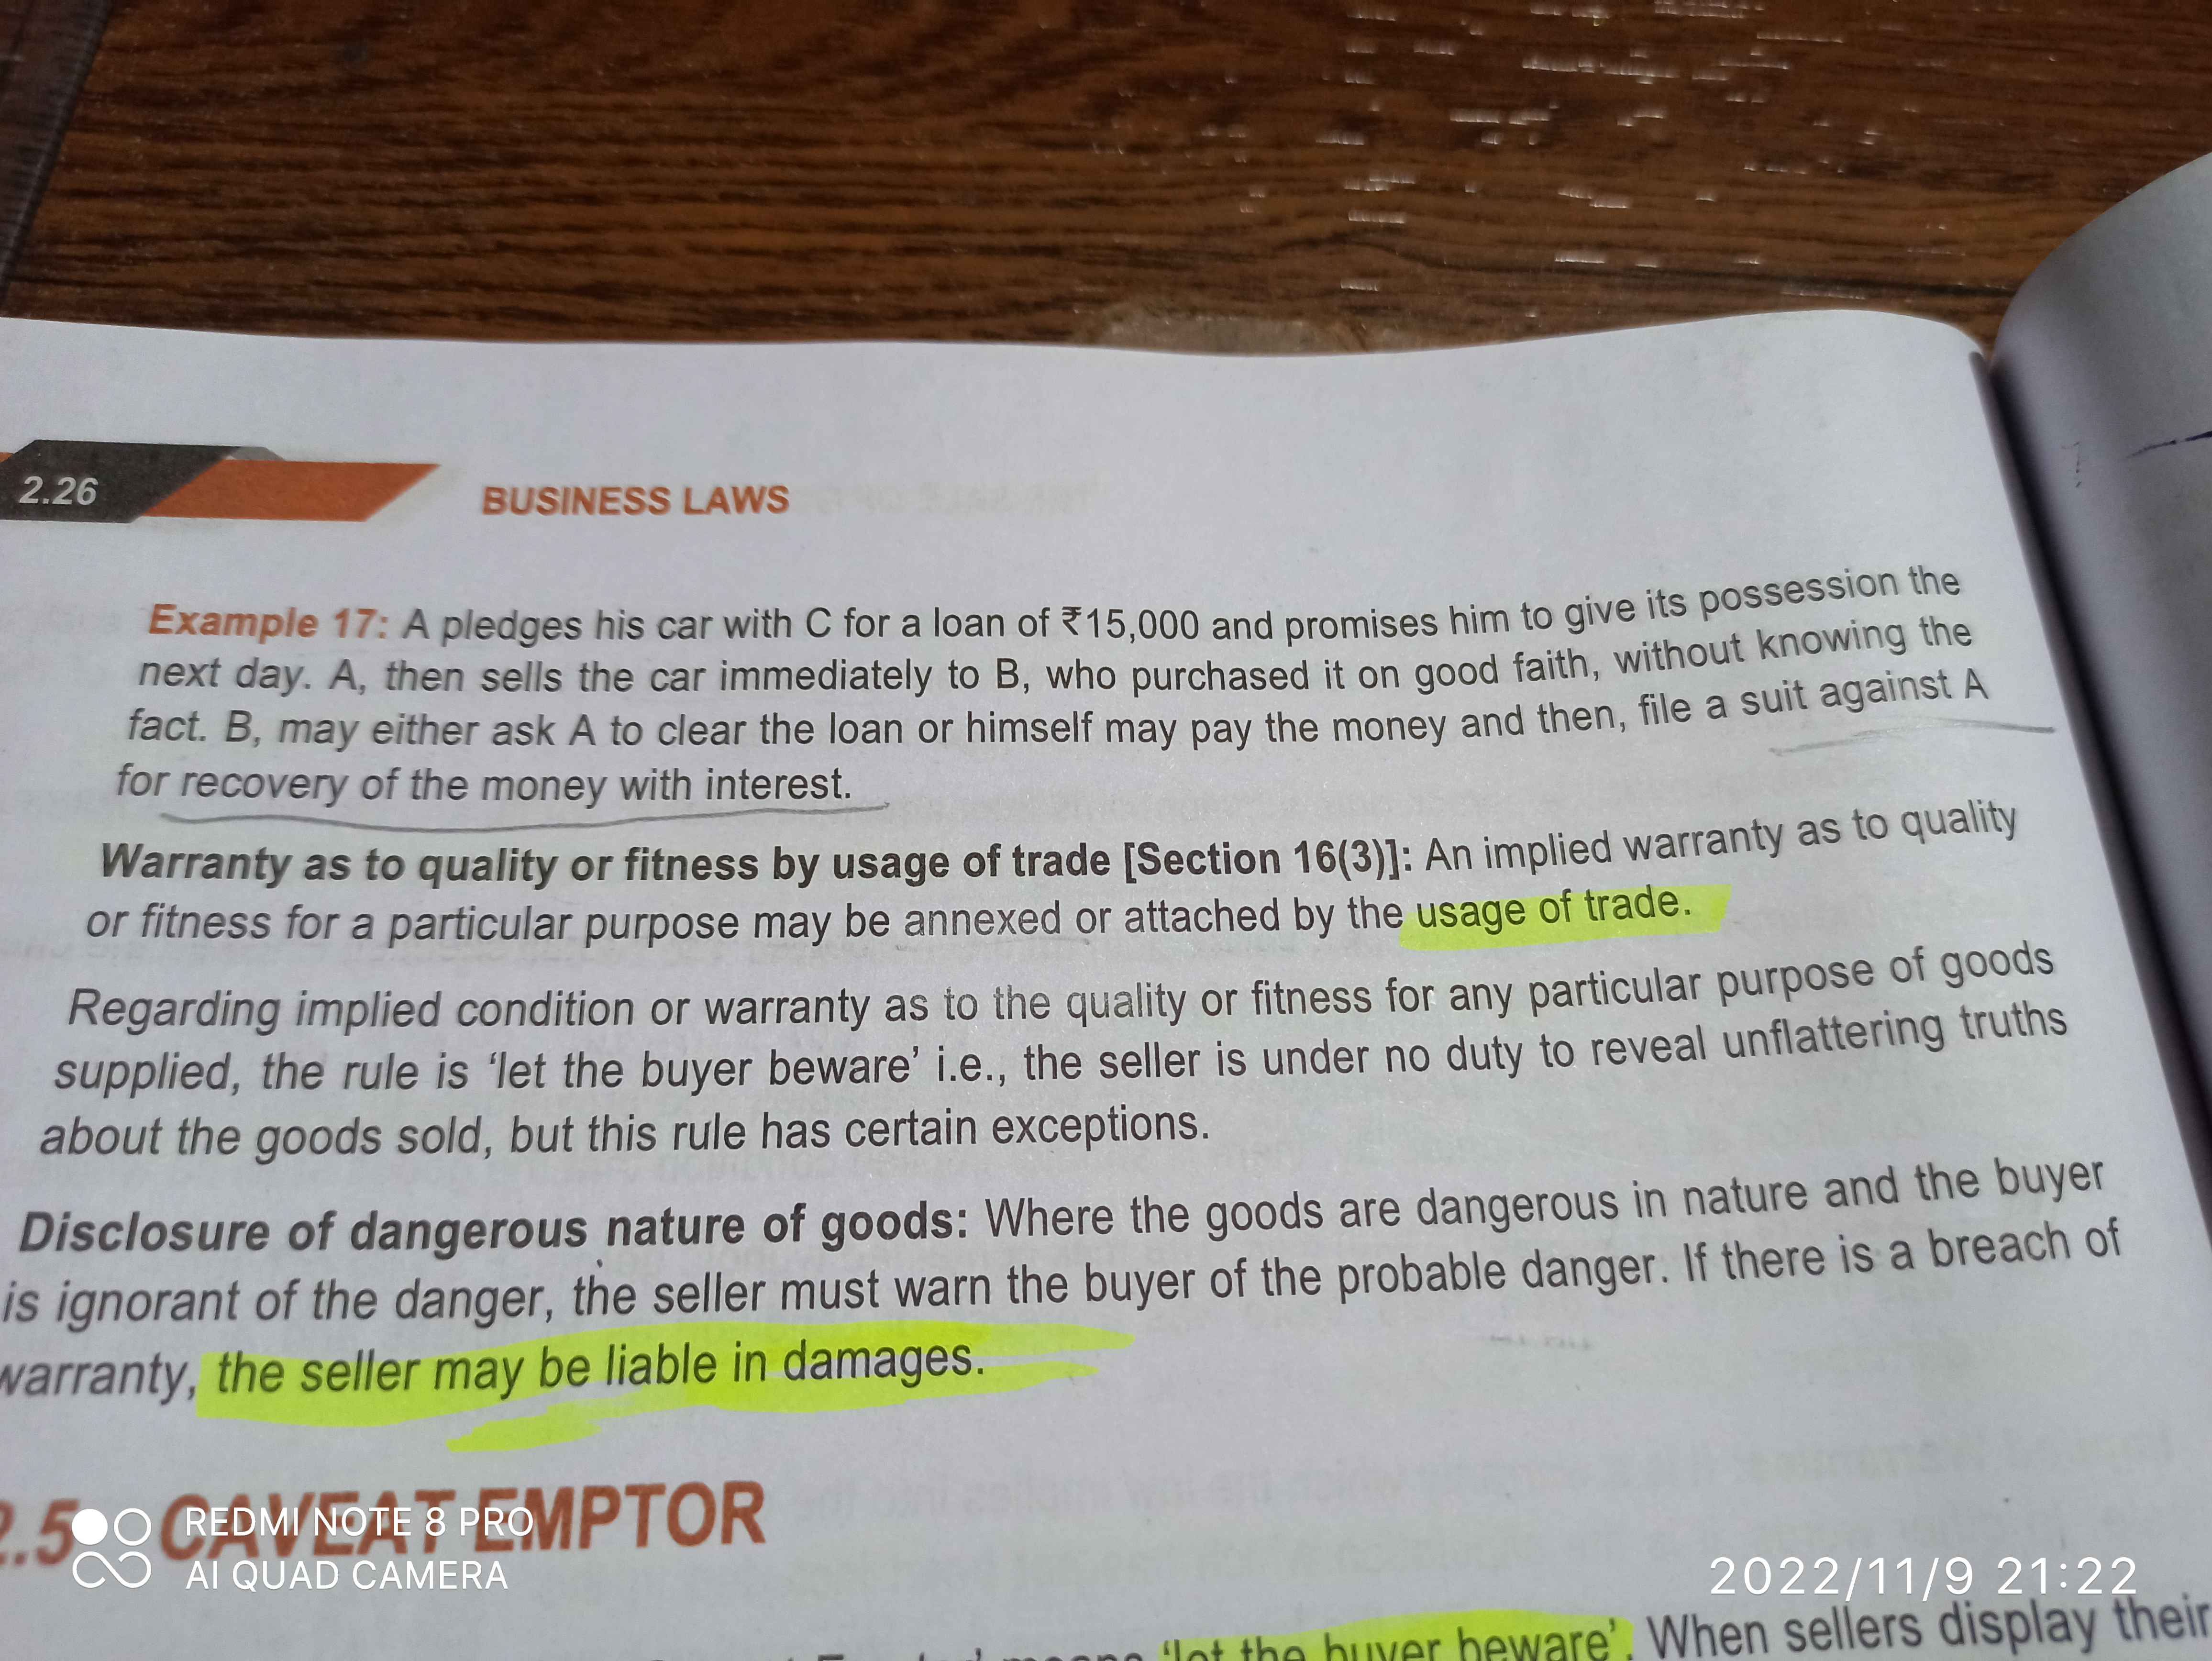 2.26
BUSINESS LAWS
Example 17: A pledges his car with C for a loan of ₹15,000 and promises him to give its possession the
next day. A, then sells the car immediately to B, who purchased it on good faith, without knowing the
fact. B, may either ask A to clear the loan or himself may pay the money and then, file a suit against A
for recovery of the money with interest.
Warranty as to quality or fitness by usage of trade [Section 16(3)]: An implied warranty as to quality
or fitness for a particular purpose may be annexed or attached by the usage of trade.
Regarding implied condition or warranty as to the quality or fitness for any particular purpose of goods
supplied, the rule is ‘let the buyer beware’ i.e., the seller is under no duty to reveal unflattering truths
about the goods sold, but this rule has certain exceptions.
Disclosure of dangerous nature of goods: Where the goods are dangerous in nature and the buyer
is ignorant of the danger, the seller must warn the buyer of the probable danger. If there is a breach of
warranty, the seller may be liable in damages.
2.5 CAVEAT EMPTOR
REDMI NOTE 8 PRO
AI QUAD CAMERA
2022/11/9 21:22
means ‘let the buyer beware’. When sellers display their